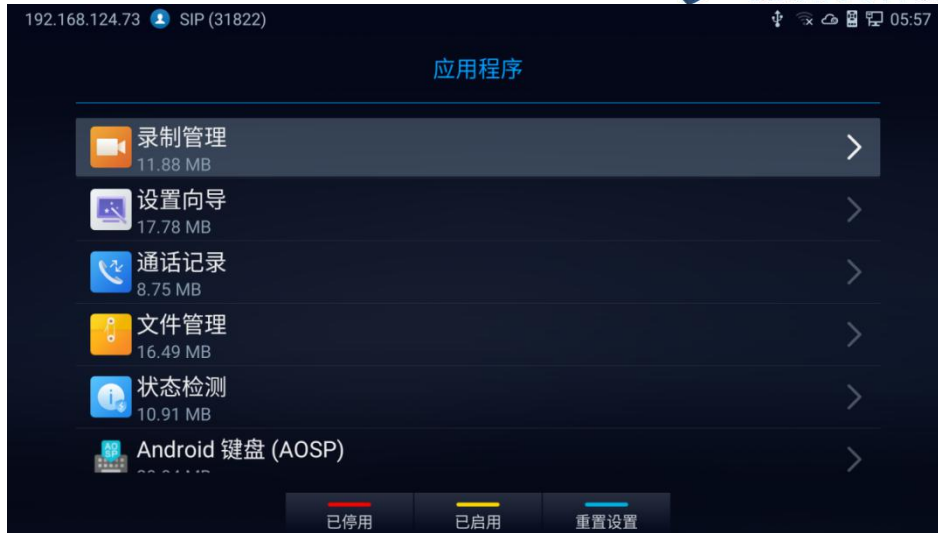 192.168.124.73 SIP (31822) 05:57
应用程序
录制管理
11.88 MB
设置向导
17.78 MB
通话记录
8.75 MB
文件管理
16.49 MB
状态检测
10.91 MB
Android 键盘 (AOSP)
已停用 已启用 重置设置